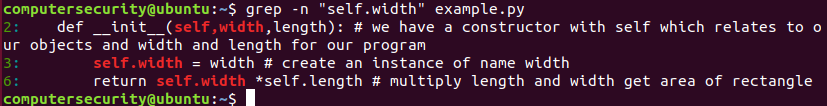 computersecurity@ubuntu:~$ grep -n "self.width" example.py
2:    def __init__(self,width,length): # we have a constructor with self which relates to o
ur objects and width and length for our program
3:        self.width = width # create an instance of name width
6:        return self.width *self.length # multiply length and width get area of rectangle
computersecurity@ubuntu:~$